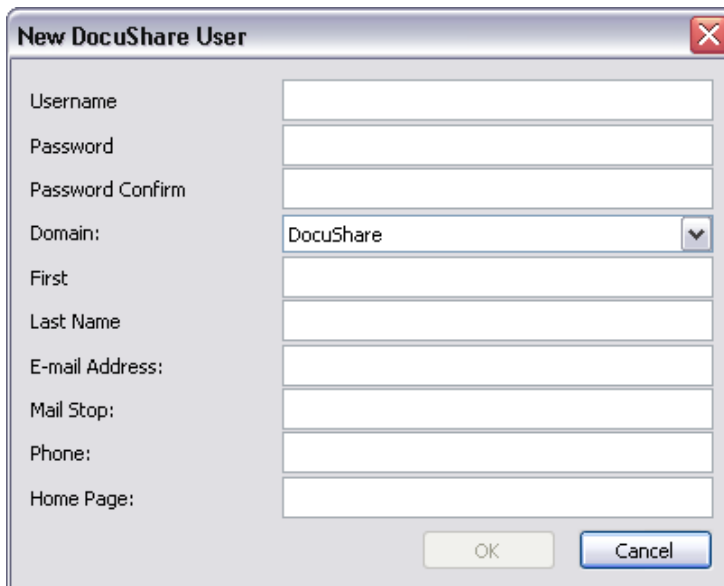 New DocuShare User
Username
Password
Password Confirm
Domain: DocuShare
First
Last Name
E-mail Address:
Mail Stop:
Phone:
Home Page:
OK Cancel